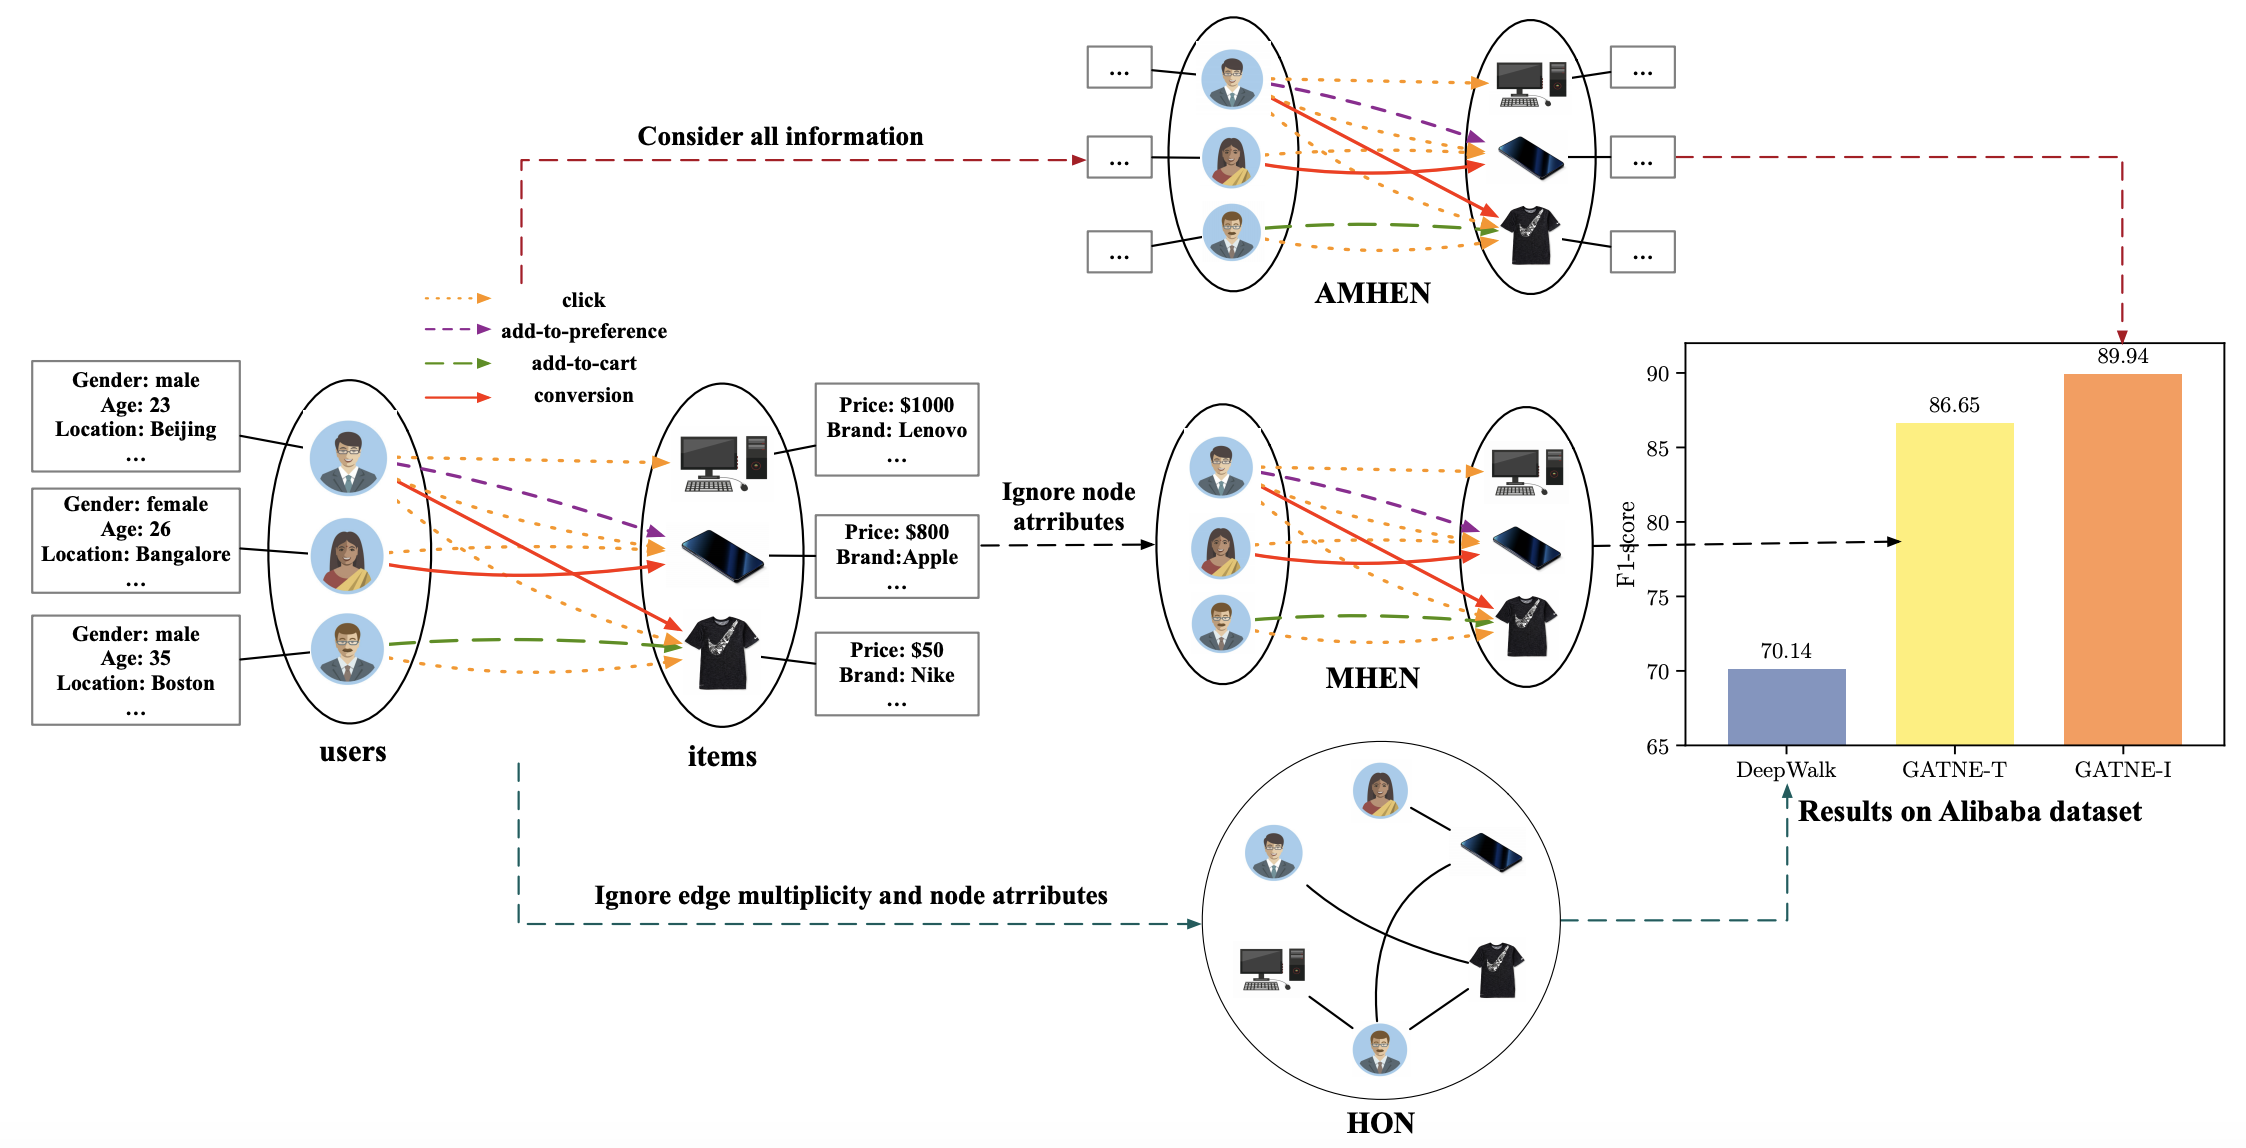 ...
...
...
...
...
...
AMHEN
Consider all information
click
add-to-preference
add-to-cart
conversion
Gender: male
Age: 23
Location: Beijing
...
Gender: female
Age: 26
Location: Bangalore
...
Gender: male
Age: 35
Location: Boston
...
users
items
Price: $1000
Brand: Lenovo
...
Price: $800
Brand:Apple
...
Price: $50
Brand: Nike
...
Ignore node
atrributes
MHEN
Ignore edge multiplicity and node atrributes
HON
F1-score
90
85
80
75
70
65
70.14
86.65
89.94
DeepWalk
GATNE-T
GATNE-I
Results on Alibaba dataset